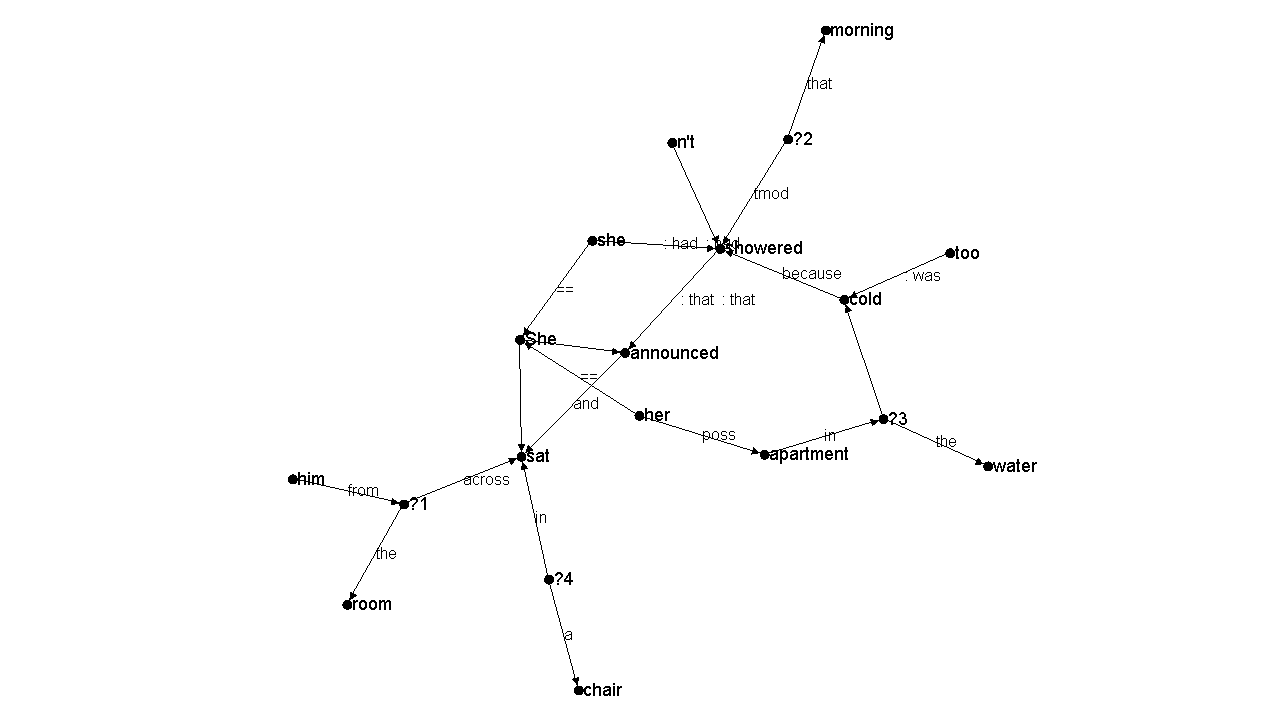 morning
that
n't
?2
tmod
she
: had : had
showered
too
because
: was
==
cold
: that : that
She
announced
==
and
her
?3
poss
in
the
apartment
sat
water
him
across
from
?1
in
the
?4
room
a
chair